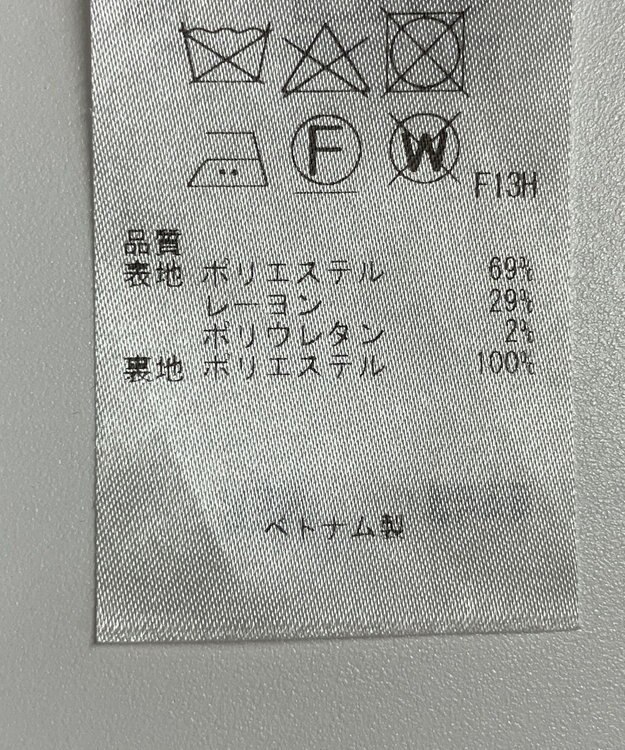 F
W
F13H
品質
表地 ポリエステル 69%
レーヨン 29%
ポリウレタン 2%
裏地 ポリエステル 100%
ベトナム製